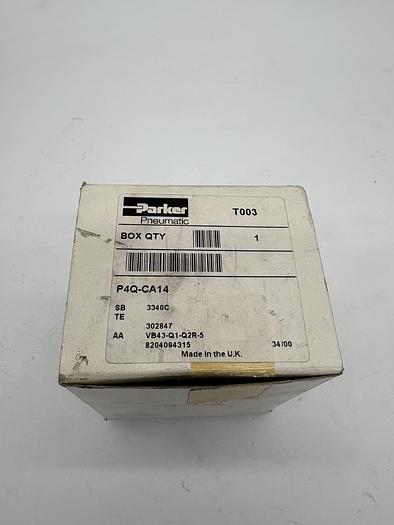 Parker
Pneumatic
T003
BOX QTY 1
P4Q-CA14
SB 3340C
TE
302847
AA VB43-Q1-Q2R-5
8204094315 34/00
Made In the U.K.